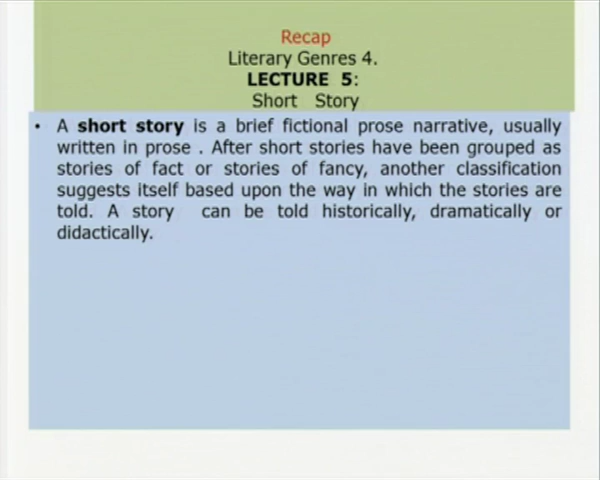 Recap
Literary Genres 4.
LECTURE 5:
Short Story
• A short story is a brief fictional prose narrative, usually
written in prose . After short stories have been grouped as
stories of fact or stories of fancy, another classification
suggests itself based upon the way in which the stories are
told. A story can be told historically, dramatically or
didactically.